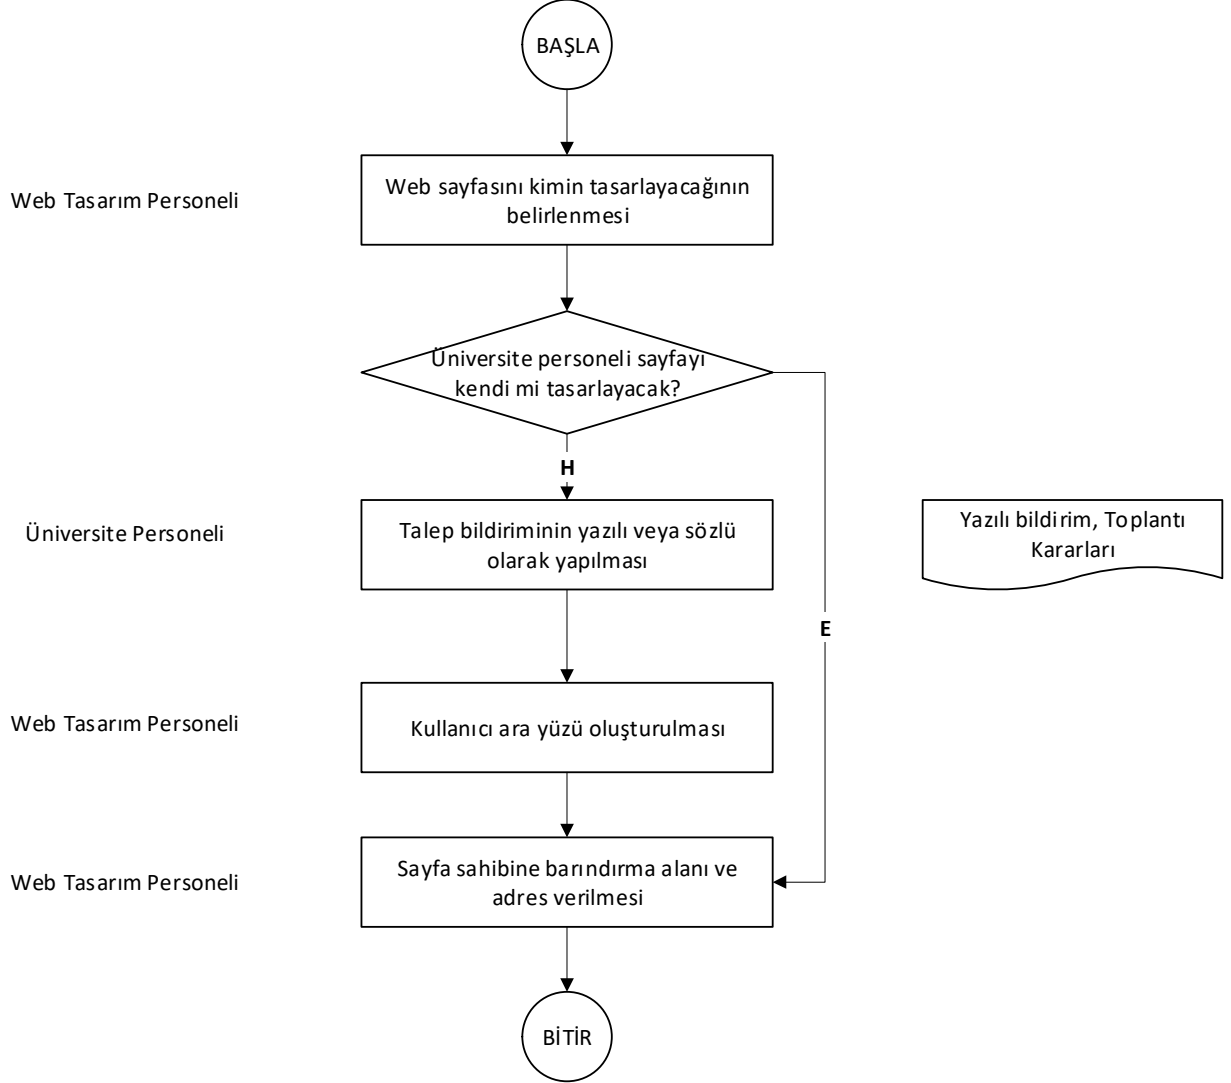 BAŞLA
Web Tasarım Personeli
Web sayfasını kimin tasarlayacağının
belirlenmesi
Üniversite personeli sayfayı
kendi mi tasarlayacak?
H
Üniversite Personeli
Talep bildiriminin yazılı veya sözlü
olarak yapılması
Yazılı bildirim, Toplantı
Kararları
E
Web Tasarım Personeli
Kullanıcı ara yüzü oluşturulması
Web Tasarım Personeli
Sayfa sahibine barındırma alanı ve
adres verilmesi
BİTİR